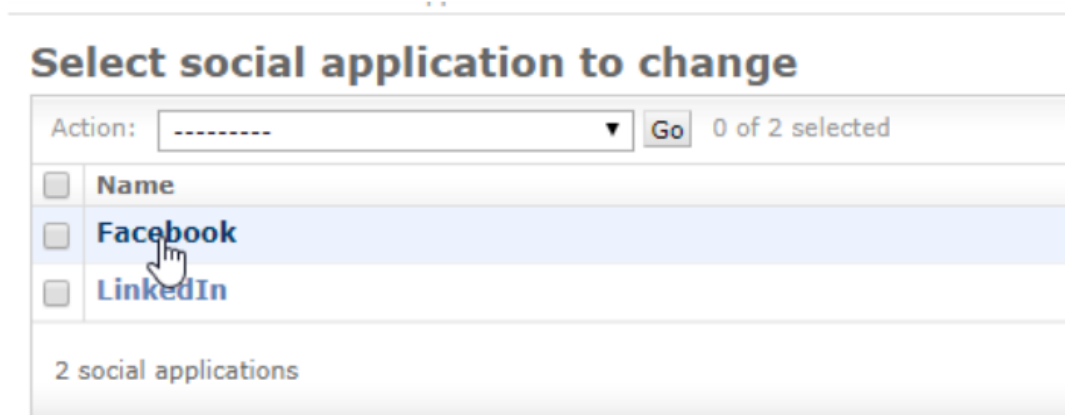 Select social application to change
Action: --------- Go 0 of 2 selected
Name
Facebook
LinkedIn
2 social applications